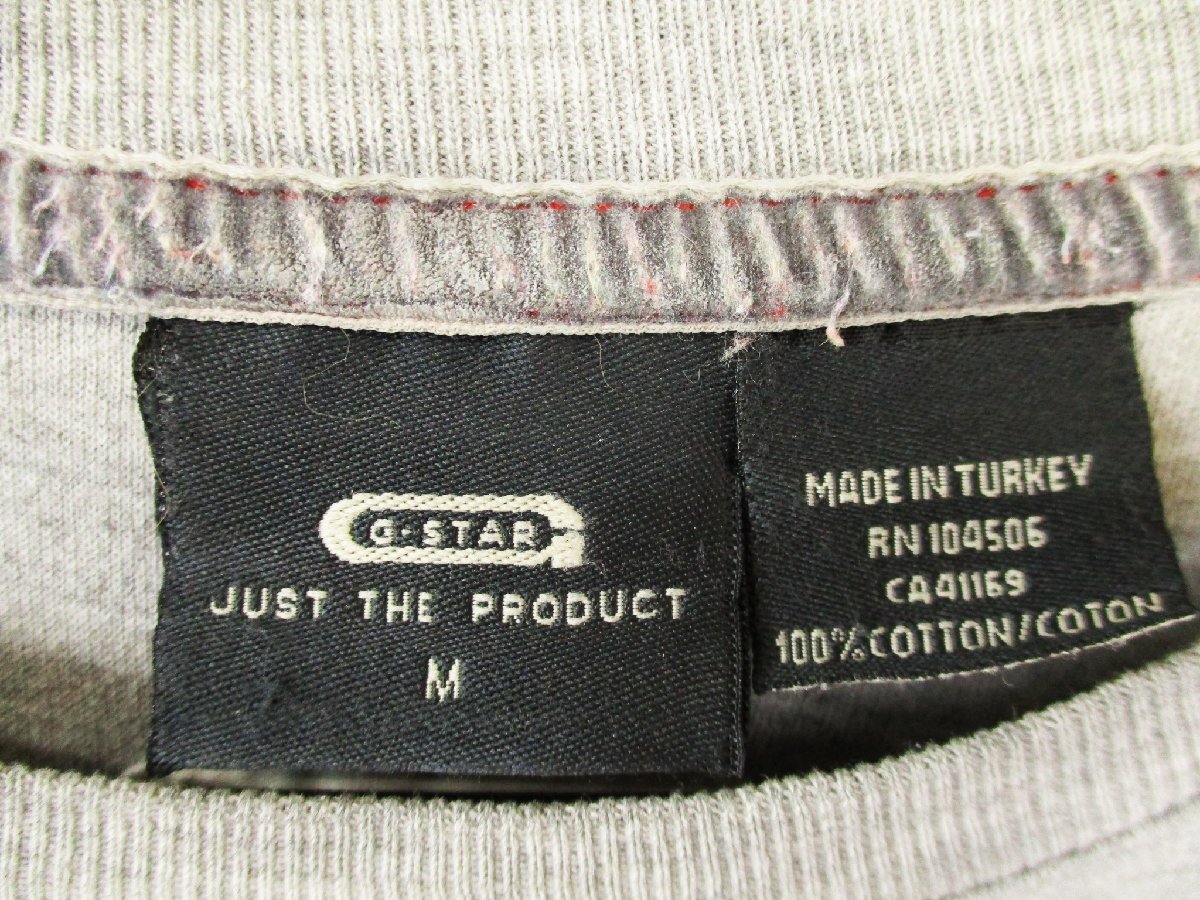 G-STAR
JUST THE PRODUCT
M
MADE IN TURKEY
RN 104506
CA41169
100% COTTON/COTON